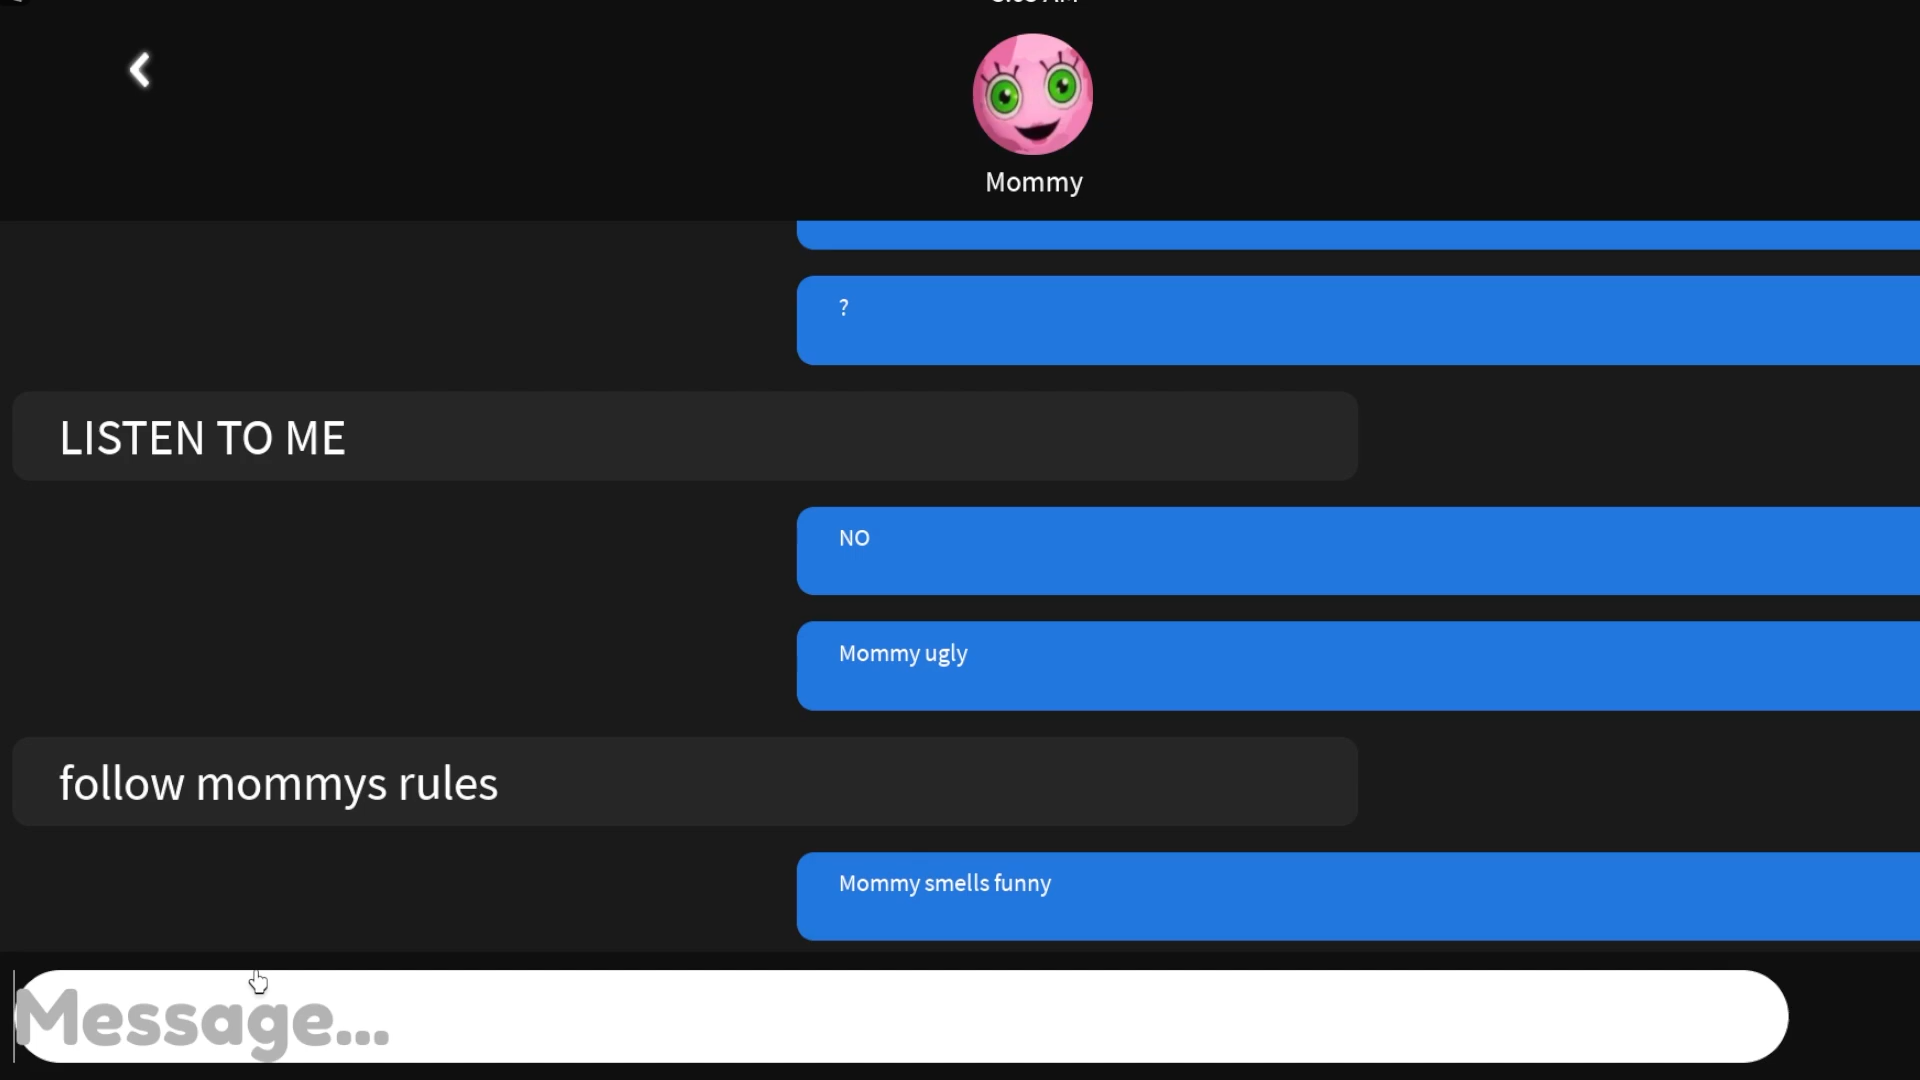 Mommy
?
LISTEN TO ME
NO
Mommy ugly
follow mommys rules
Mommy smells funny
Message...